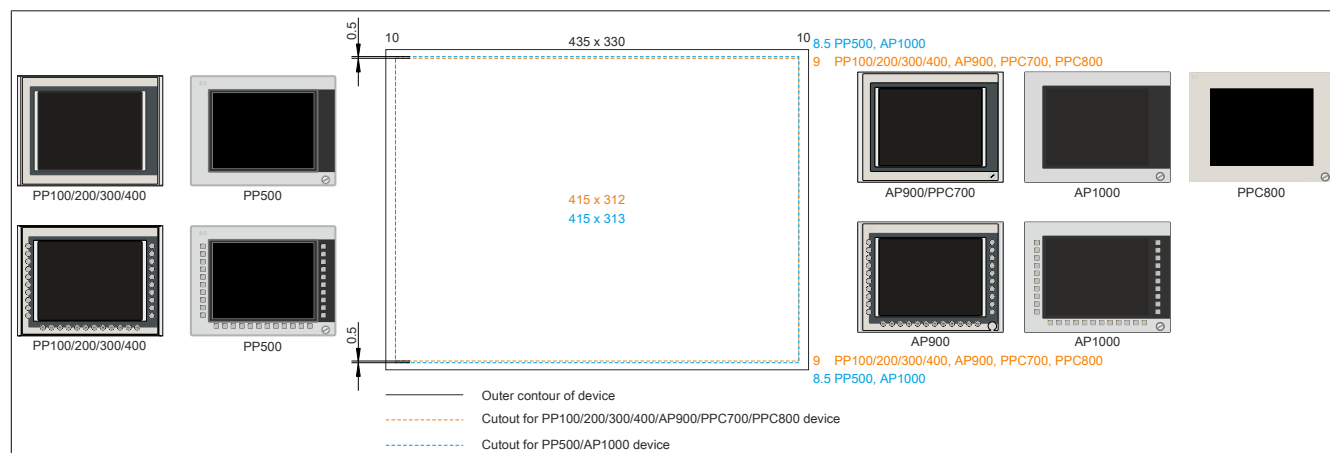 0.5
10
435 x 330
10
8.5 PP500, AP1000
9 PP100/200/300/400, AP900, PPC700, PPC800
PP100/200/300/400
PP500
AP900/PPC700
AP1000
PPC800
415 x 312
415 x 313
0.5
PP100/200/300/400
PP500
AP900
AP1000
9 PP100/200/300/400, AP900, PPC700, PPC800
8.5 PP500, AP1000
Outer contour of device
Cutout for PP100/200/300/400/AP900/PPC700/PPC800 device
Cutout for PP500/AP1000 device